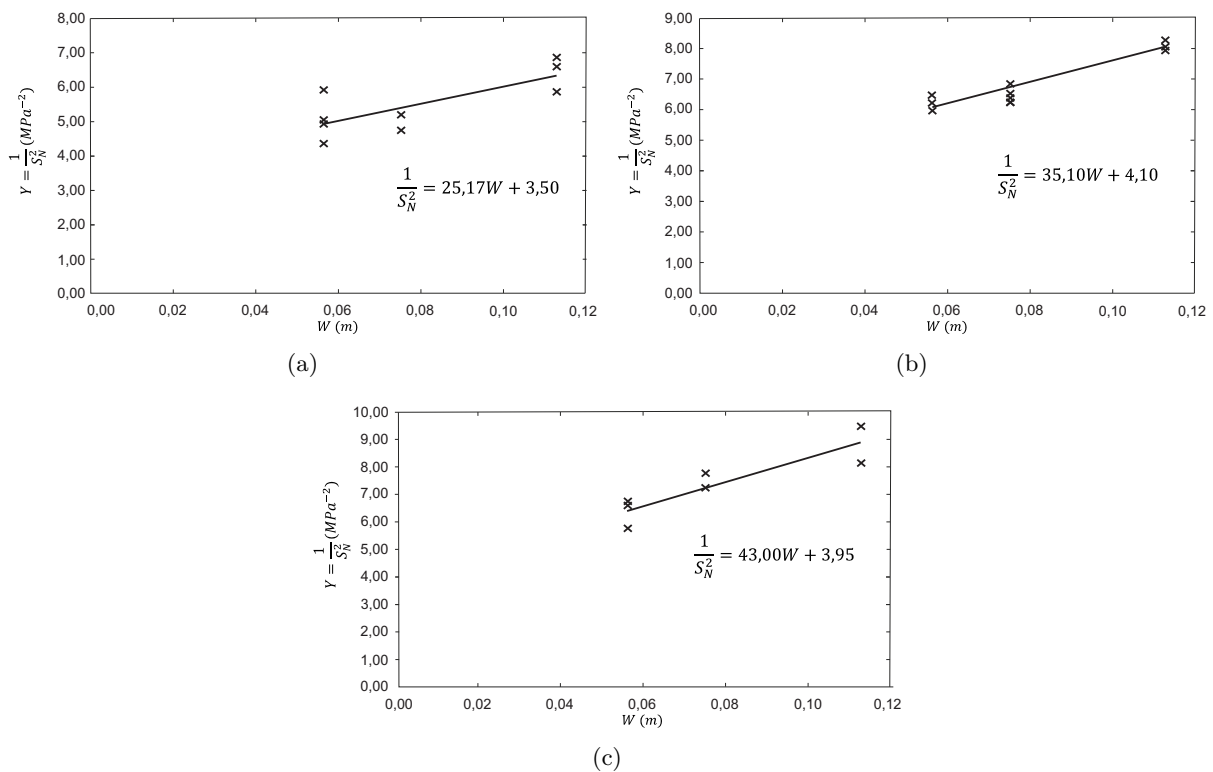 8,00
7,00
6,00
5,00
4,00
3,00
2,00
1,00
0,00
Y = 1/S_N^2 (MPa^{-2})
1/S_N^2 = 25,17W + 3,50
0,00 0,02 0,04 0,06 0,08 0,10 0,12
W (m)
(a)
9,00
8,00
7,00
6,00
5,00
4,00
3,00
2,00
1,00
0,00
Y = 1/S_N^2 (MPa^{-2})
1/S_N^2 = 35,10W + 4,10
0,00 0,02 0,04 0,06 0,08 0,10 0,12
W (m)
(b)
10,00
9,00
8,00
7,00
6,00
5,00
4,00
3,00
2,00
1,00
0,00
Y = 1/S_N^2 (MPa^{-2})
1/S_N^2 = 43,00W + 3,95
0,00 0,02 0,04 0,06 0,08 0,10 0,12
W (m)
(c)